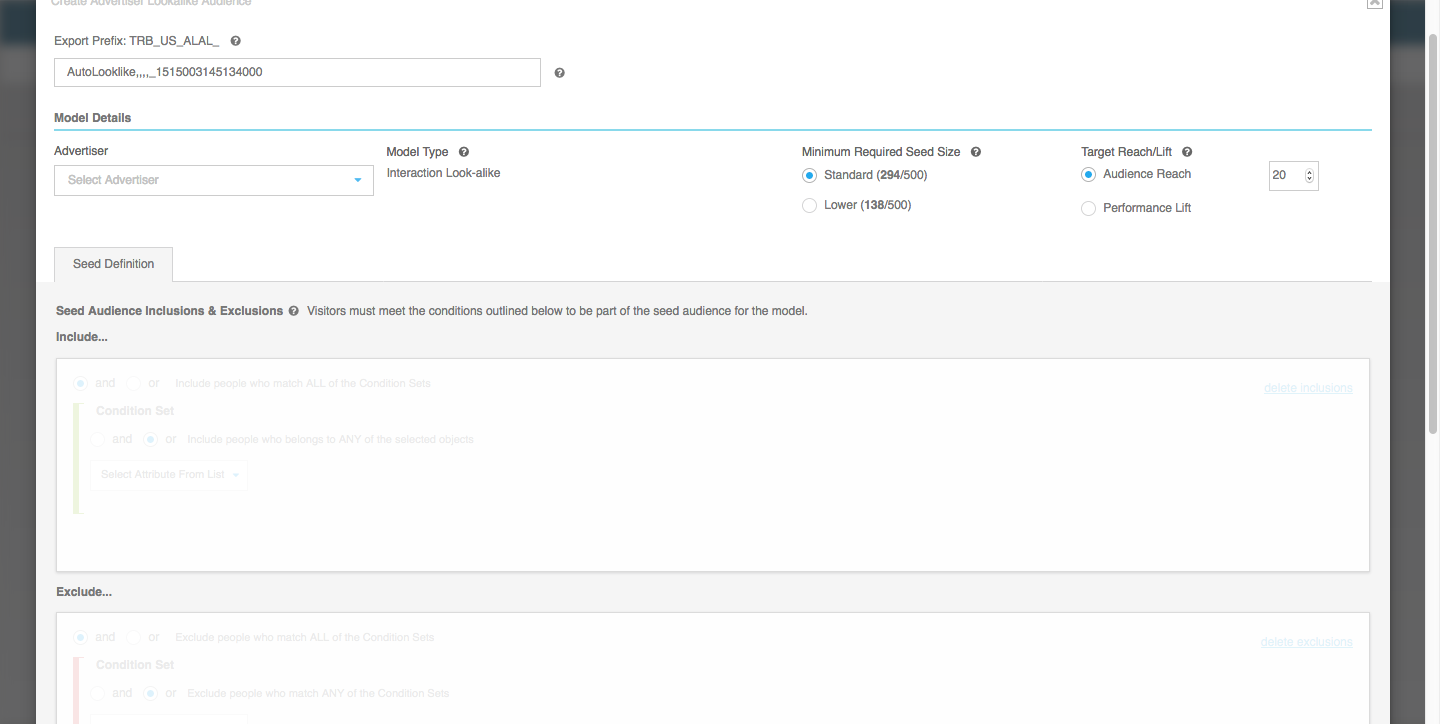 Create Advertiser Lookalike Audience
Export Prefix: TRB_US_ALAL_ ?
AutoLooklike,,,,_1515003145134000 ?
Model Details
Advertiser
Select Advertiser
Model Type ?
Interaction Look-alike
Minimum Required Seed Size ?
Standard (294/500)
Lower (138/500)
Target Reach/Lift ?
Audience Reach
20
Performance Lift
Seed Definition
Seed Audience Inclusions & Exclusions ? Visitors must meet the conditions outlined below to be part of the seed audience for the model.
Include...
and or Include people who match ALL of the Condition Sets
delete inclusions
Condition Set
and or Include people who belongs to ANY of the selected objects
Select Attribute From List
Exclude...
and or Exclude people who match ALL of the Condition Sets
delete exclusions
Condition Set
and or Exclude people who match ANY of the Condition Sets